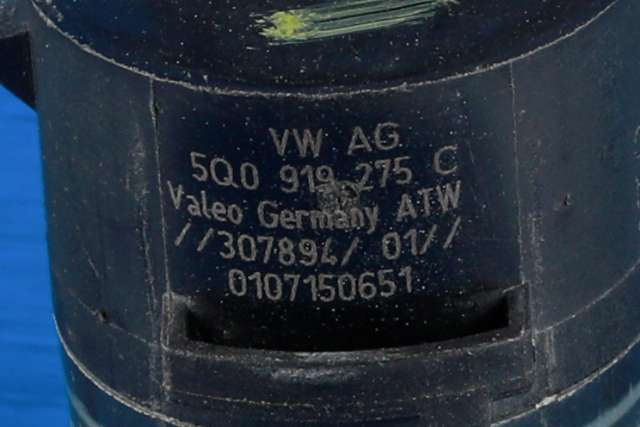 VW AG
5Q0 919 275 C
Valeo Germany ATW
//307894/ 01//
0107150651